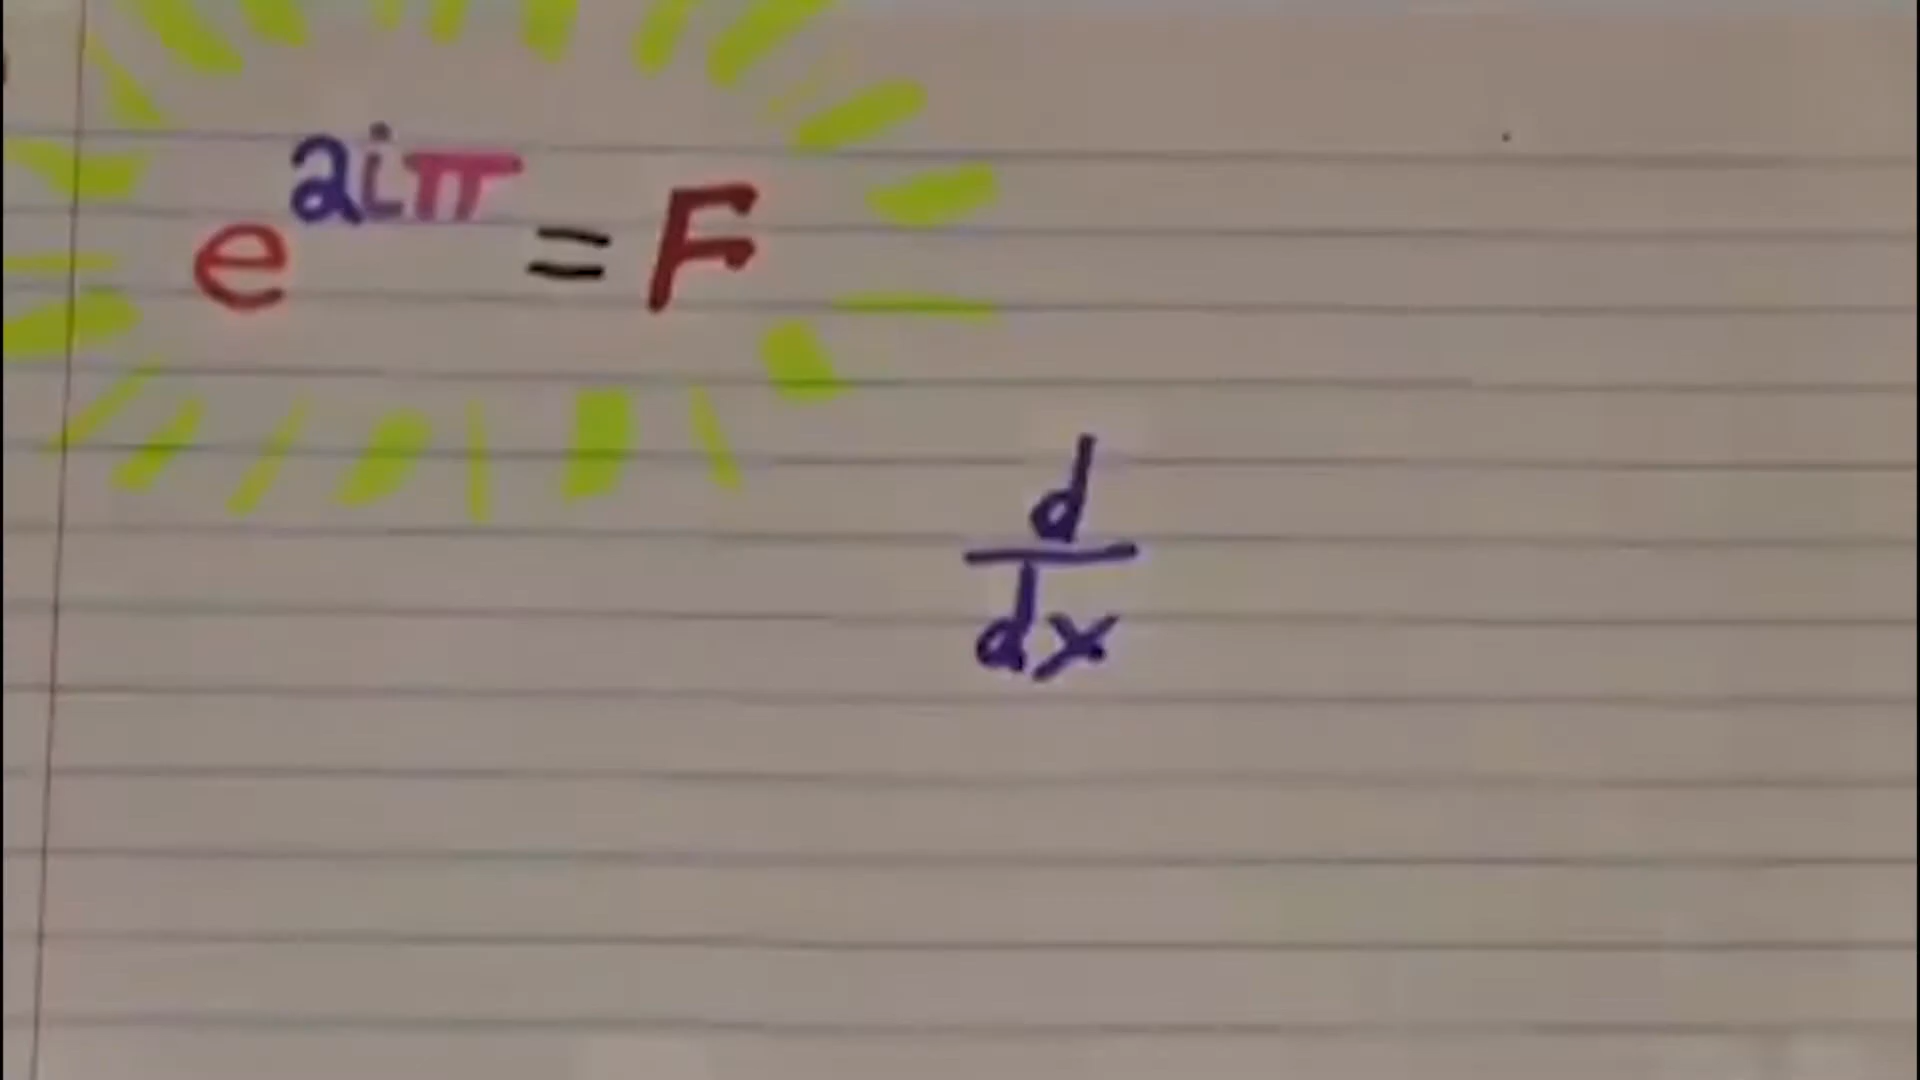 e^{2iπ} = F
d
dx